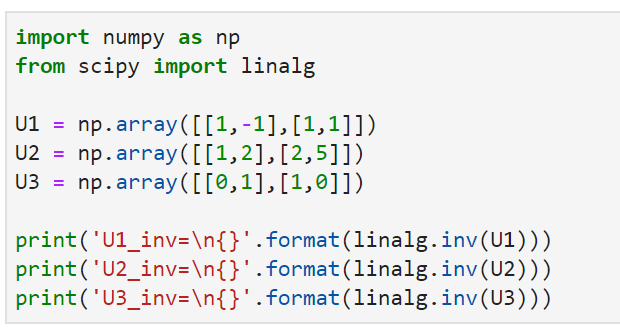 import numpy as np
from scipy import linalg
U1 = np.array([[1,-1],[1,1]])
U2 = np.array([[1,2],[2,5]])
U3 = np.array([[0,1],[1,0]])
print('U1_inv=\n{}'.format(linalg.inv(U1)))
print('U2_inv=\n{}'.format(linalg.inv(U2)))
print('U3_inv=\n{}'.format(linalg.inv(U3)))